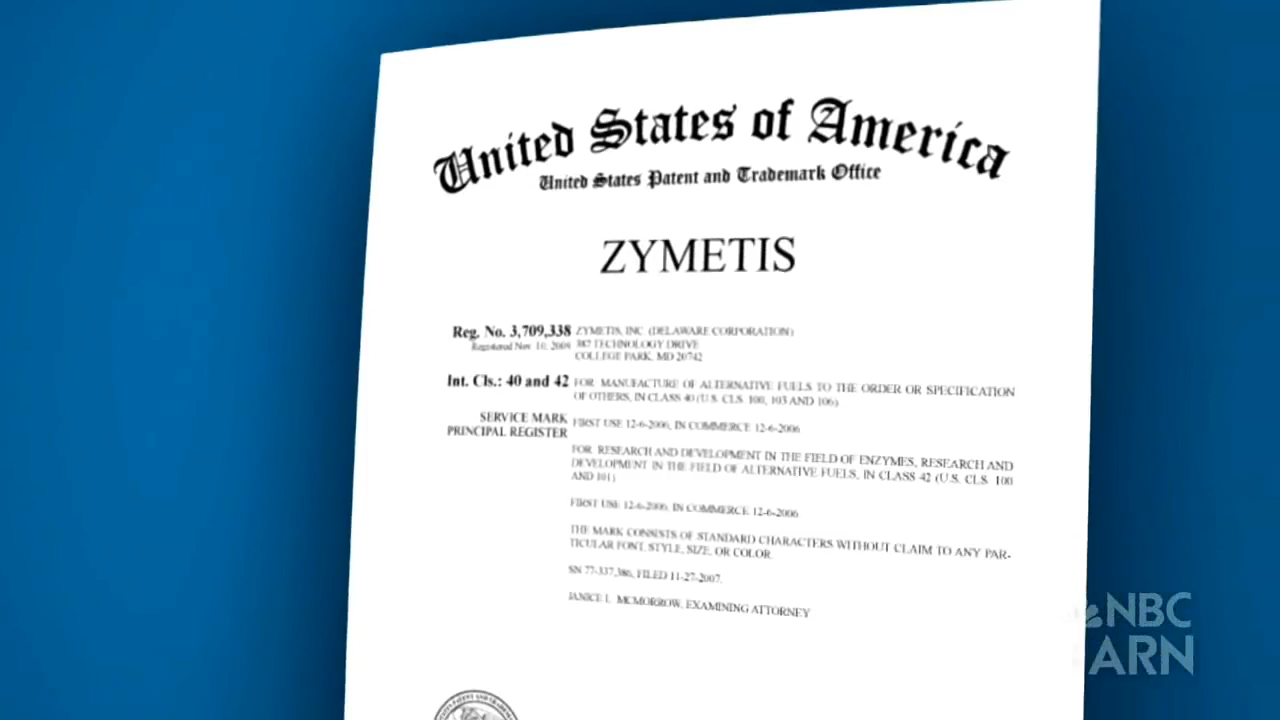 United States of America
United States Patent and Trademark Office
ZYMETIS
Reg. No. 3,709,338
Registered Nov. 10, 2009
ZYMETIS, INC. (DELAWARE CORPORATION)
387 TECHNOLOGY DRIVE
COLLEGE PARK, MD 20742
Int. Cls.: 40 and 42
FOR: MANUFACTURE OF ALTERNATIVE FUELS TO THE ORDER OR SPECIFICATION
OF OTHERS, IN CLASS 40 (U.S. CLS. 100, 103 AND 106)
SERVICE MARK
PRINCIPAL REGISTER
FIRST USE 12-6-2006; IN COMMERCE 12-6-2006
FOR: RESEARCH AND DEVELOPMENT IN THE FIELD OF ENZYMES, RESEARCH AND
DEVELOPMENT IN THE FIELD OF ALTERNATIVE FUELS, IN CLASS 42 (U.S. CLS. 100
AND 101)
FIRST USE 12-6-2006; IN COMMERCE 12-6-2006
THE MARK CONSISTS OF STANDARD CHARACTERS WITHOUT CLAIM TO ANY PAR-
TICULAR FONT, STYLE, SIZE, OR COLOR
SN 77-337,386, FILED 11-27-2007.
JANICE L. MCMORROW, EXAMINING ATTORNEY
NBC
ARN